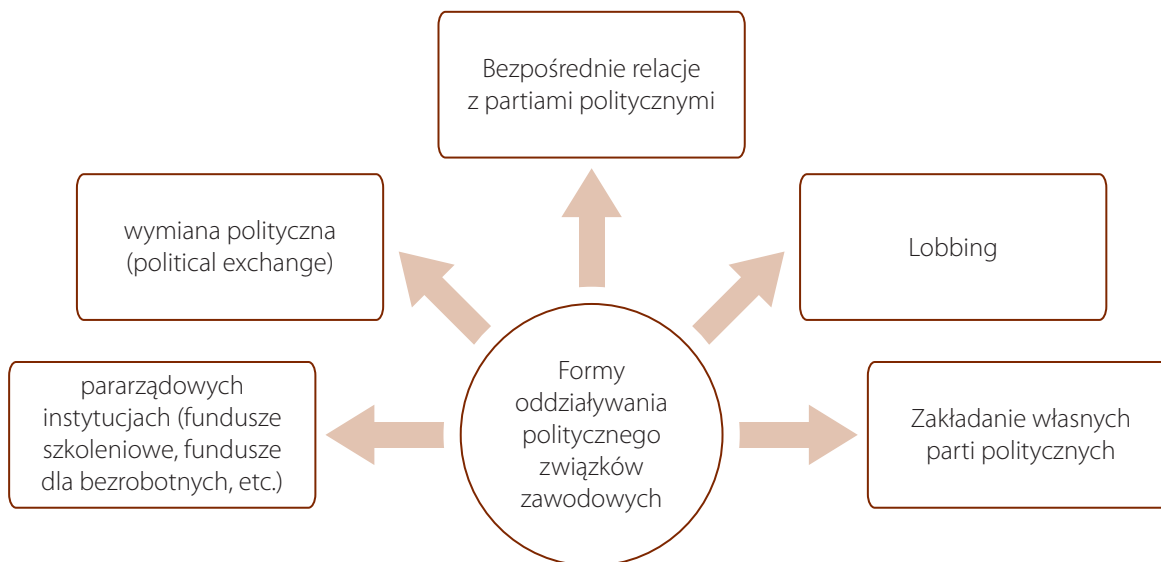 Bezpośrednie relacje
z partiami politycznymi
wymiana polityczna
(political exchange)
Lobbing
pararządowych
instytucjach (fundusze
szkoleniowe, fundusze
dla bezrobotnych, etc.)
Formy
oddziaływania
politycznego
związków
zawodowych
Zakładanie własnych
parti politycznych